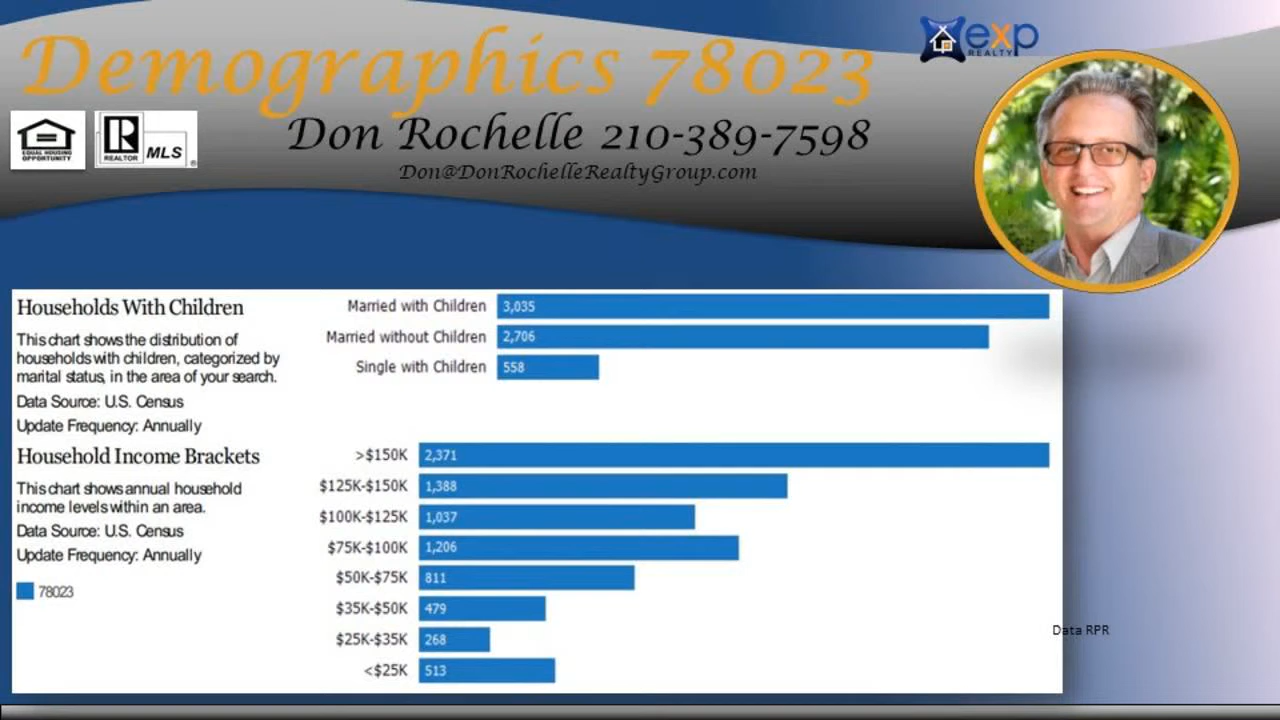 Demographics 78023
exp
REALTY
EQUAL HOUSING
OPPORTUNITY
R
REALTOR
MLS
®
Don Rochelle 210-389-7598
Don@DonRochelleRealtyGroup.com
Households With Children
This chart shows the distribution of
households with children, categorized by
marital status, in the area of your search.
Data Source: U.S. Census
Update Frequency: Annually
Married with Children 3,035
Married without Children 2,706
Single with Children 558
Household Income Brackets
This chart shows annual household
income levels within an area.
Data Source: U.S. Census
Update Frequency: Annually
78023
>$150K 2,371
$125K-$150K 1,388
$100K-$125K 1,037
$75K-$100K 1,206
$50K-$75K 811
$35K-$50K 479
$25K-$35K 268
<$25K 513
Data RPR